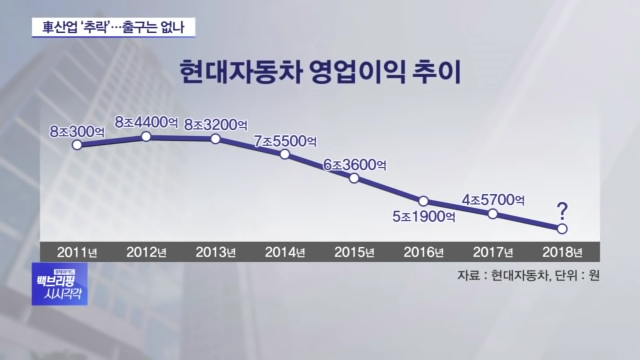 車산업 '추락'…출구는 없나
현대자동차 영업이익 추이
8조300억
8조4400억
8조3200억
7조5500억
6조3600억
5조1900억
4조5700억
?
2011년 2012년 2013년 2014년 2015년 2016년 2017년 2018년
자료 : 현대자동차, 단위 : 원
백브리핑
시시각각